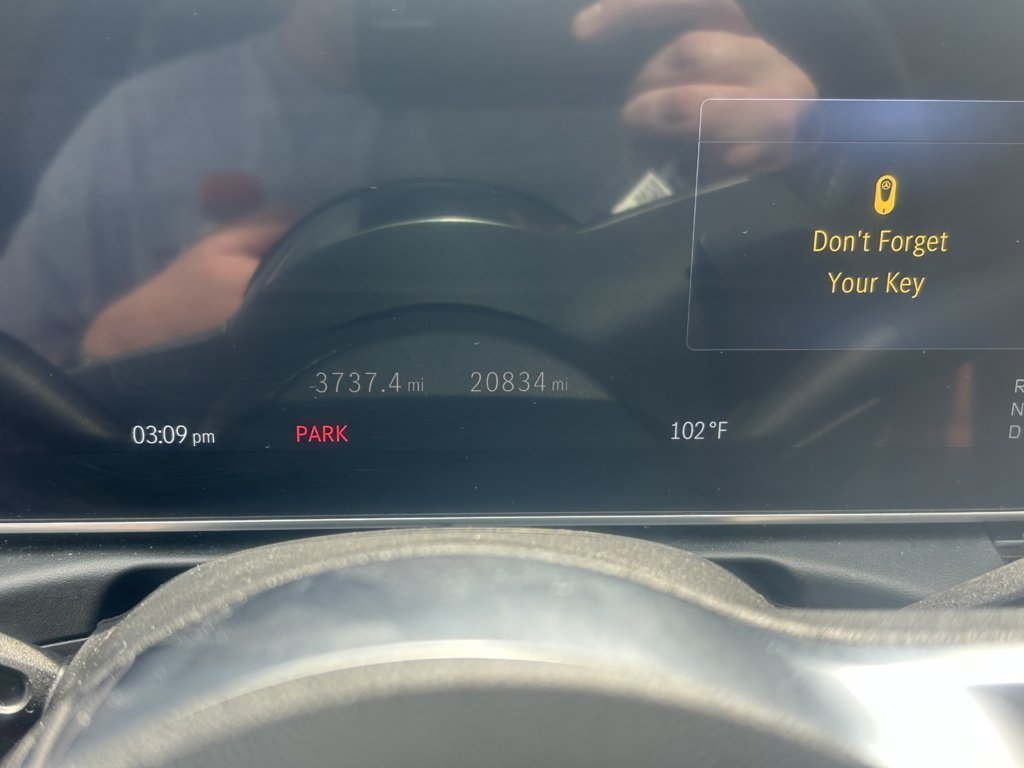 Don't Forget
Your Key
3737.4 mi 20834 mi
03:09 pm PARK 102°F
R
N
D